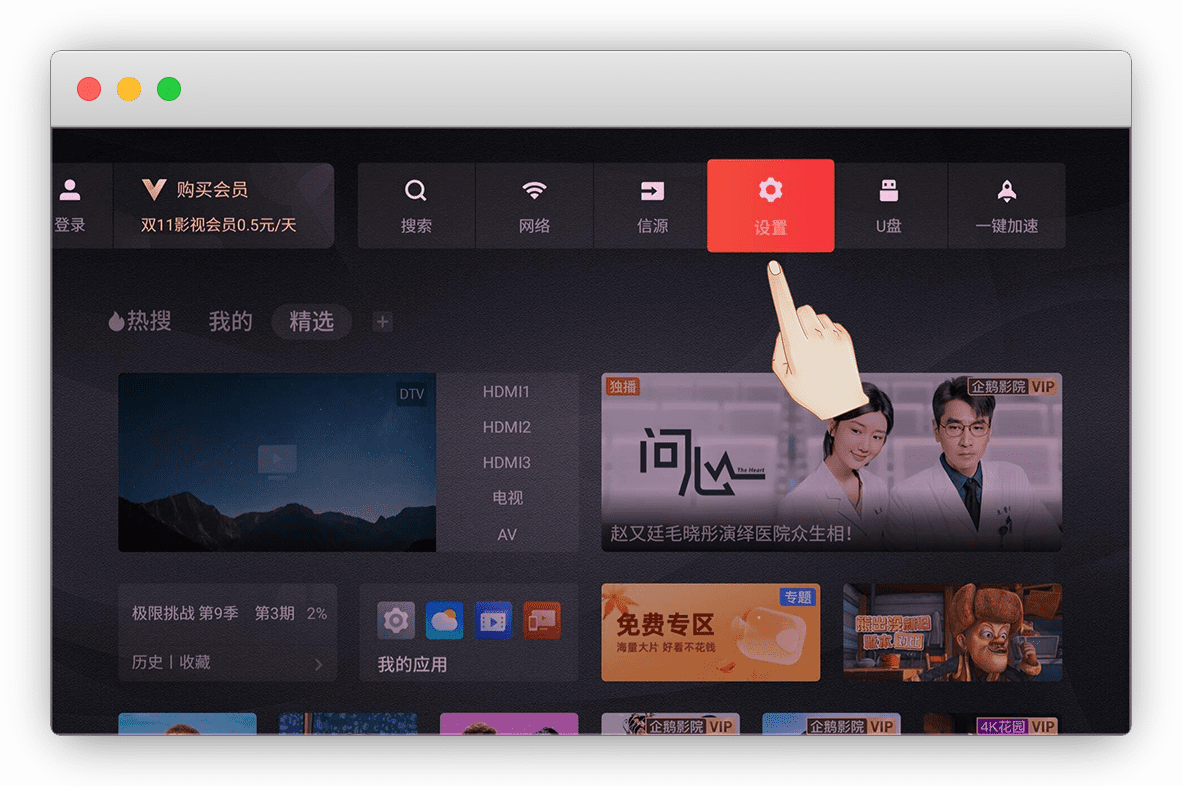 登录
购买会员
双11影视会员0.5元/天
搜索
网络
信源
设置
U盘
一键加速
热搜
我的
精选
+
DTV
HDMI1
HDMI2
HDMI3
电视
AV
独播
企鹅影院 VIP
问心
The Heart
赵又廷毛晓彤演绎医院众生相!
极限挑战 第9季 第3期 2%
历史 | 收藏
我的应用
专题
免费专区
海量大片 好看不花钱
熊出没
企鹅影院 VIP
企鹅影院 VIP
4K花园 VIP